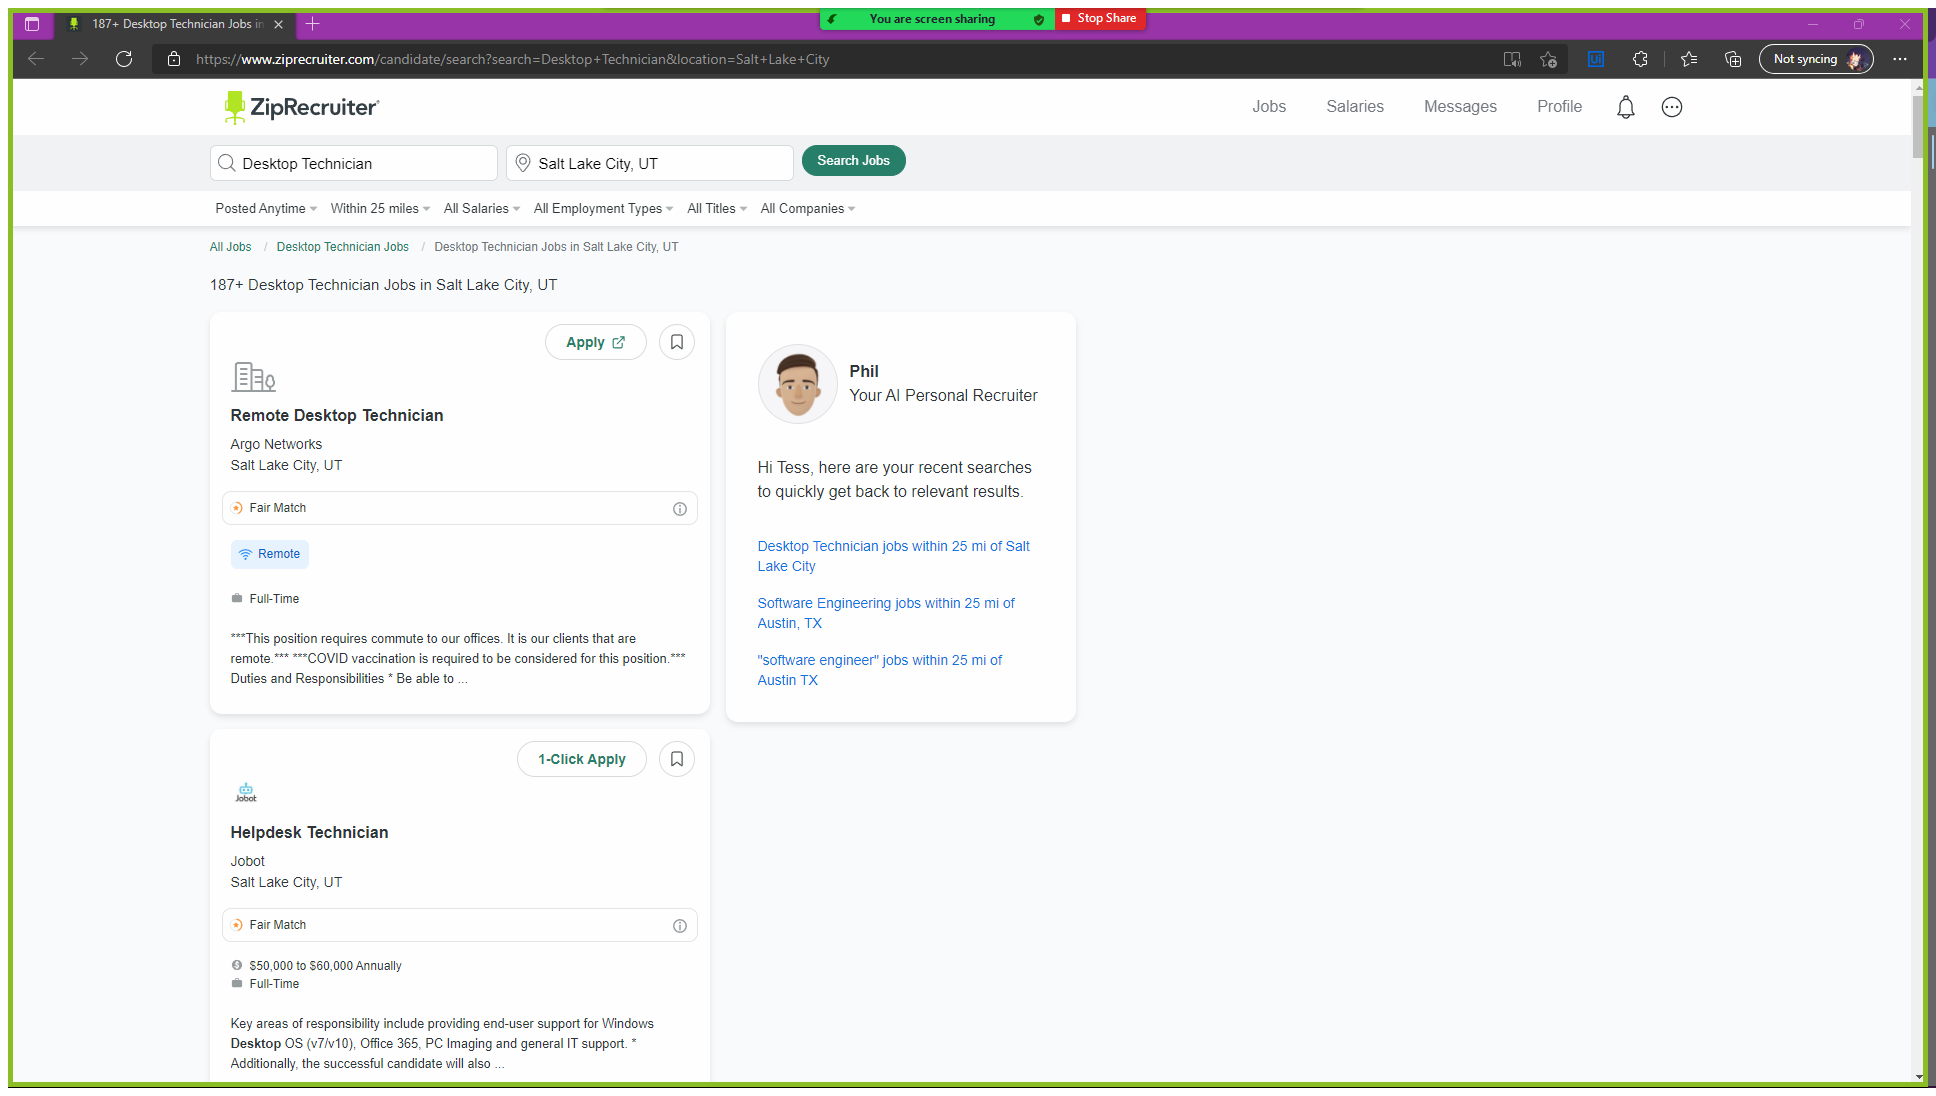 187+ Desktop Technician Jobs in
You are screen sharing
Stop Share
https://www.ziprecruiter.com/candidate/search?search=Desktop+Technician&location=Salt+Lake+City
Not syncing
ZipRecruiter
Jobs
Salaries
Messages
Profile
Desktop Technician
Salt Lake City, UT
Search Jobs
Posted Anytime
Within 25 miles
All Salaries
All Employment Types
All Titles
All Companies
All Jobs / Desktop Technician Jobs / Desktop Technician Jobs in Salt Lake City, UT
187+ Desktop Technician Jobs in Salt Lake City, UT
Apply
Remote Desktop Technician
Argo Networks
Salt Lake City, UT
Fair Match
Remote
Full-Time
***This position requires commute to our offices. It is our clients that are
remote.*** ***COVID vaccination is required to be considered for this position.***
Duties and Responsibilities * Be able to ...
Phil
Your AI Personal Recruiter
Hi Tess, here are your recent searches
to quickly get back to relevant results.
Desktop Technician jobs within 25 mi of Salt
Lake City
Software Engineering jobs within 25 mi of
Austin, TX
"software engineer" jobs within 25 mi of
Austin TX
1-Click Apply
Jobot
Helpdesk Technician
Jobot
Salt Lake City, UT
Fair Match
$50,000 to $60,000 Annually
Full-Time
Key areas of responsibility include providing end-user support for Windows
Desktop OS (v7/v10), Office 365, PC Imaging and general IT support. *
Additionally, the successful candidate will also ...